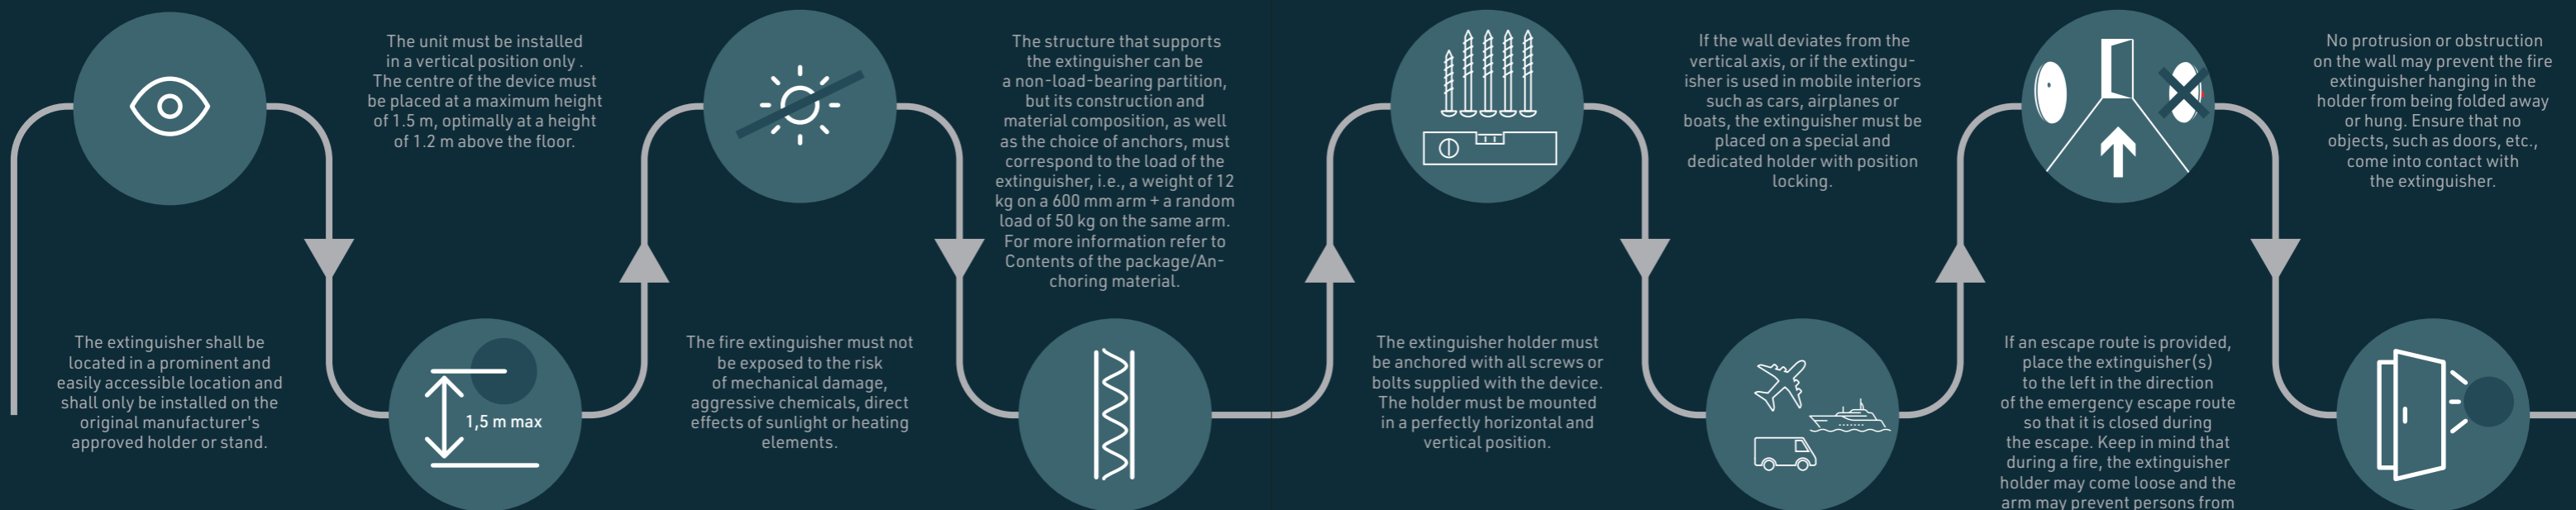 The extinguisher shall be
located in a prominent and
easily accessible location and
shall only be installed on the
original manufacturer's
approved holder or stand.
The unit must be installed
in a vertical position only .
The centre of the device must
be placed at a maximum height
of 1.5 m, optimally at a height
of 1.2 m above the floor.
1,5 m max
The fire extinguisher must not
be exposed to the risk
of mechanical damage,
aggressive chemicals, direct
effects of sunlight or heating
elements.
The structure that supports
the extinguisher can be
a non-load-bearing partition,
but its construction and
material composition, as well
as the choice of anchors, must
correspond to the load of the
extinguisher, i.e., a weight of 12
kg on a 600 mm arm + a random
load of 50 kg on the same arm.
For more information refer to
Contents of the package/An-
choring material.
The extinguisher holder must
be anchored with all screws or
bolts supplied with the device.
The holder must be mounted
in a perfectly horizontal and
vertical position.
If the wall deviates from the
vertical axis, or if the extingu-
isher is used in mobile interiors
such as cars, airplanes or
boats, the extinguisher must be
placed on a special and
dedicated holder with position
locking.
If an escape route is provided,
place the extinguisher(s)
to the left in the direction
of the emergency escape route
so that it is closed during
the escape. Keep in mind that
during a fire, the extinguisher
holder may come loose and the
arm may prevent persons from
No protrusion or obstruction
on the wall may prevent the fire
extinguisher hanging in the
holder from being folded away
or hung. Ensure that no
objects, such as doors, etc.,
come into contact with
the extinguisher.